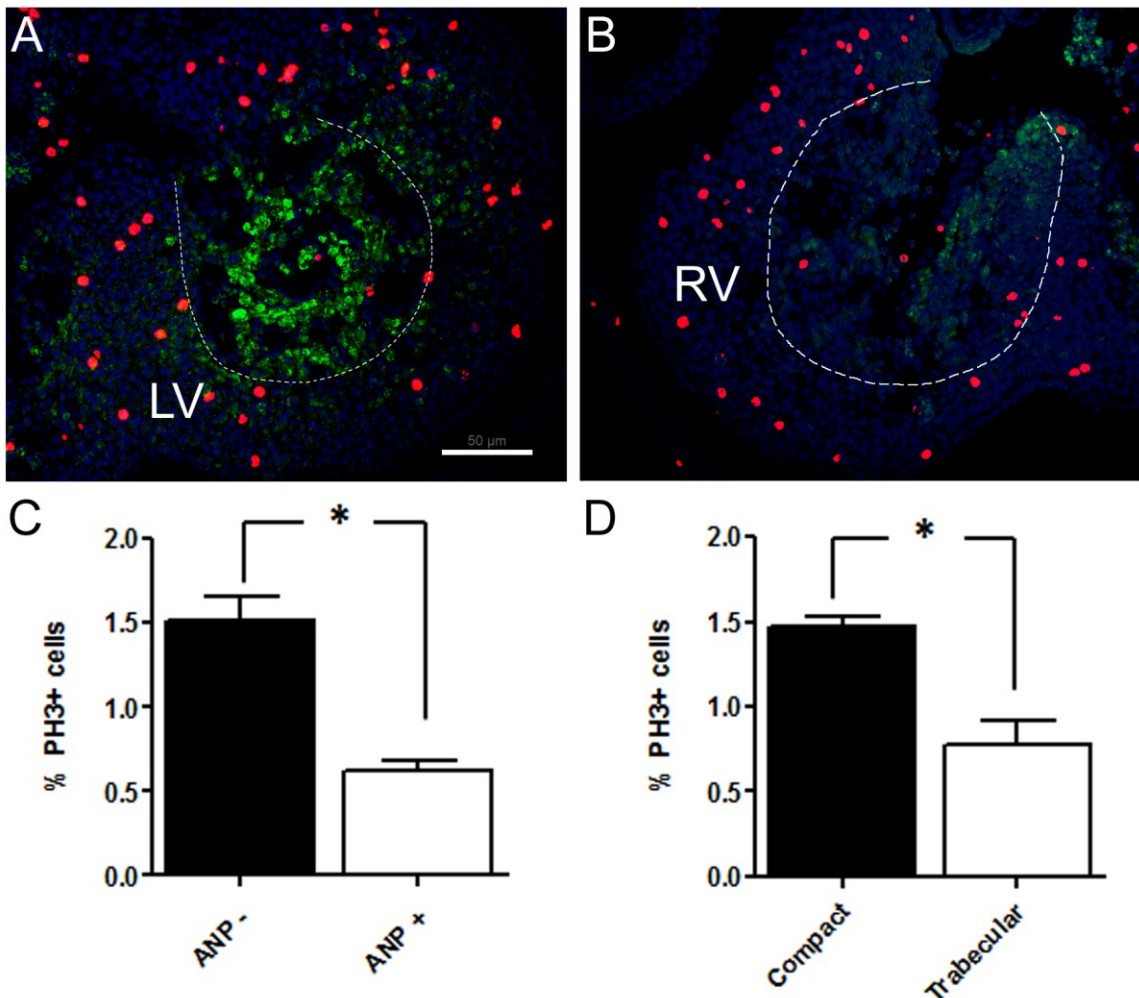 A
LV
50 µm
B
RV
C
% PH3+ cells
2.0
*
1.5
1.0
0.5
0.0
ANP -
ANP +
D
% PH3+ cells
2.0
*
1.5
1.0
0.5
0.0
Compact
Trabecular